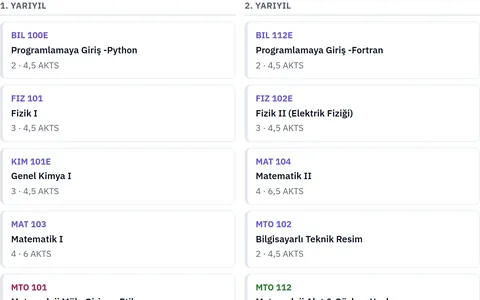 1. YARIYIL
BIL 100E
Programlamaya Giriş -Python
2 · 4,5 AKTS
FIZ 101
Fizik I
3 · 4,5 AKTS
KIM 101E
Genel Kimya I
3 · 4,5 AKTS
MAT 103
Matematik I
4 · 6 AKTS
MTO 101
2. YARIYIL
BIL 112E
Programlamaya Giriş -Fortran
2 · 4,5 AKTS
FIZ 102E
Fizik II (Elektrik Fiziği)
3 · 4,5 AKTS
MAT 104
Matematik II
4 · 6,5 AKTS
MTO 102
Bilgisayarlı Teknik Resim
2 · 4,5 AKTS
MTO 112